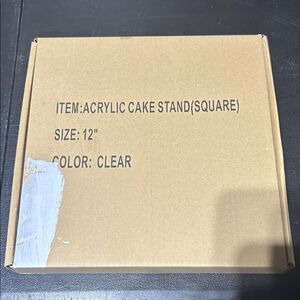 ITEM:ACRYLIC CAKE STAND(SQUARE)
SIZE: 12"
COLOR: CLEAR